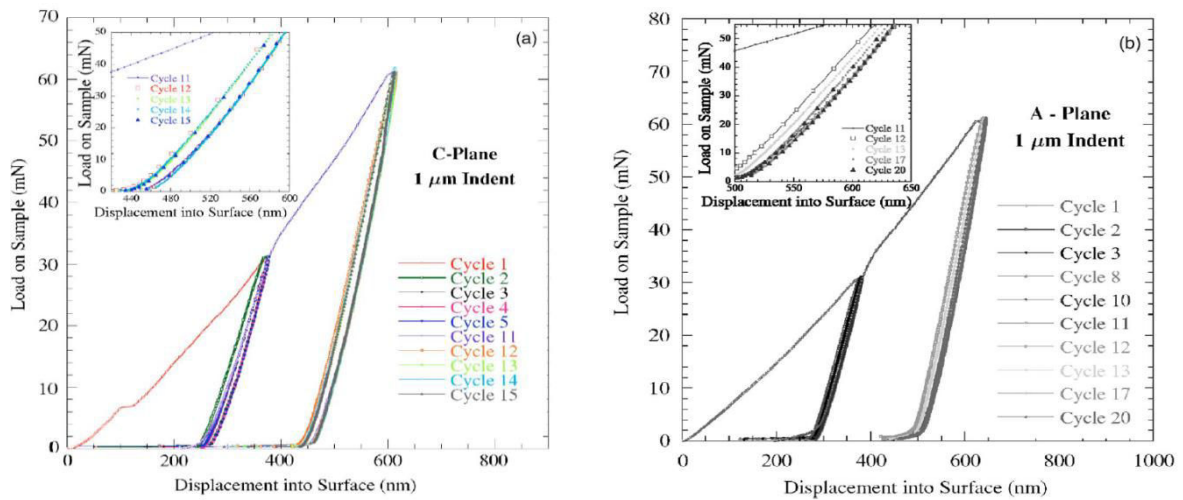 70
60
50
40
30
20
10
0
0
200
400
600
800
Load on Sample (mN)
Displacement into Surface (nm)
(a)
C-Plane
1 μm Indent
Cycle 1
Cycle 2
Cycle 3
Cycle 4
Cycle 5
Cycle 11
Cycle 12
Cycle 13
Cycle 14
Cycle 15
50
40
30
20
10
0
440
480
520
560
600
Load on Sample (mN)
Displacement into Surface (nm)
Cycle 11
Cycle 12
Cycle 13
Cycle 14
Cycle 15
80
70
60
50
40
30
20
10
0
0
200
400
600
800
1000
Load on Sample (mN)
Displacement into Surface (nm)
(b)
A - Plane
1 μm Indent
Cycle 1
Cycle 2
Cycle 3
Cycle 8
Cycle 10
Cycle 11
Cycle 12
Cycle 13
Cycle 17
Cycle 20
50
40
30
20
10
0
500
550
600
650
Load on Sample (mN)
Displacement into Surface (nm)
Cycle 11
Cycle 12
Cycle 13
Cycle 17
Cycle 20